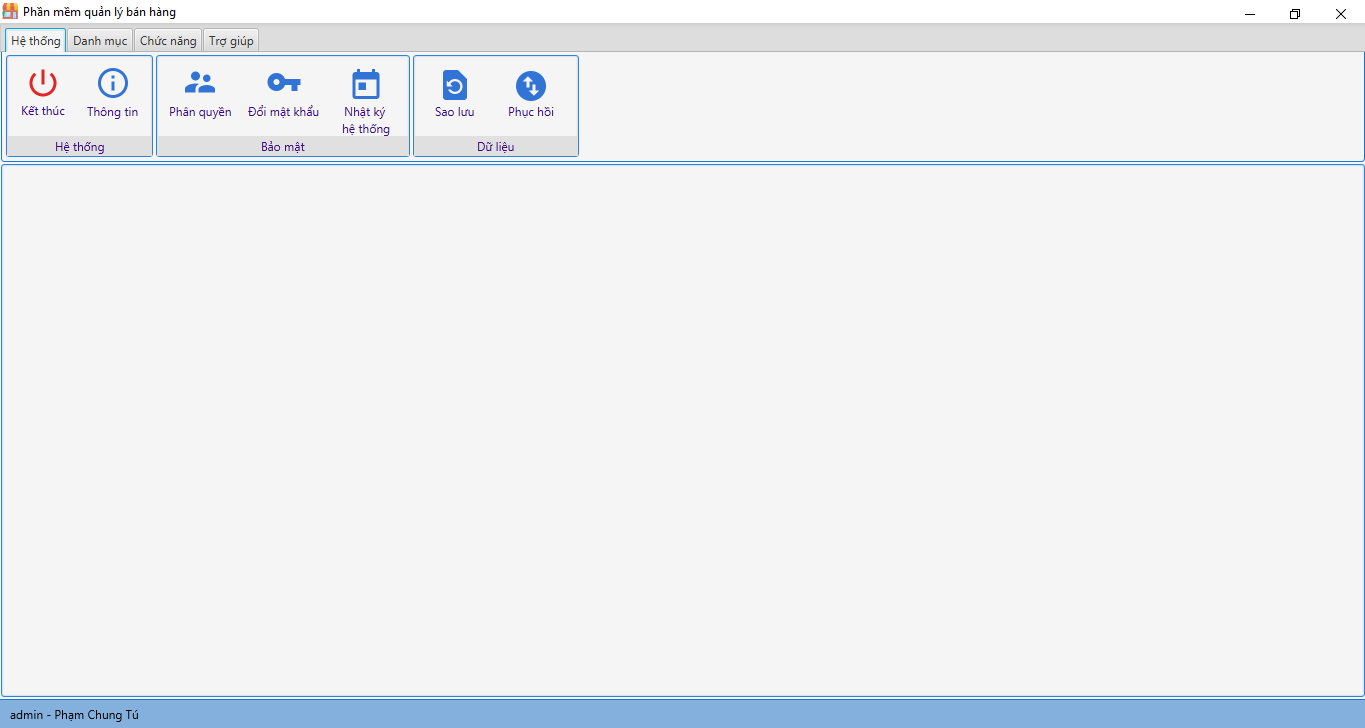 Phần mềm quản lý bán hàng
Hệ thống Danh mục Chức năng Trợ giúp
Kết thúc Thông tin Phân quyền Đổi mật khẩu Nhật ký Sao lưu Phục hồi
hệ thống
Hệ thống Bảo mật Dữ liệu
admin - Phạm Chung Tú